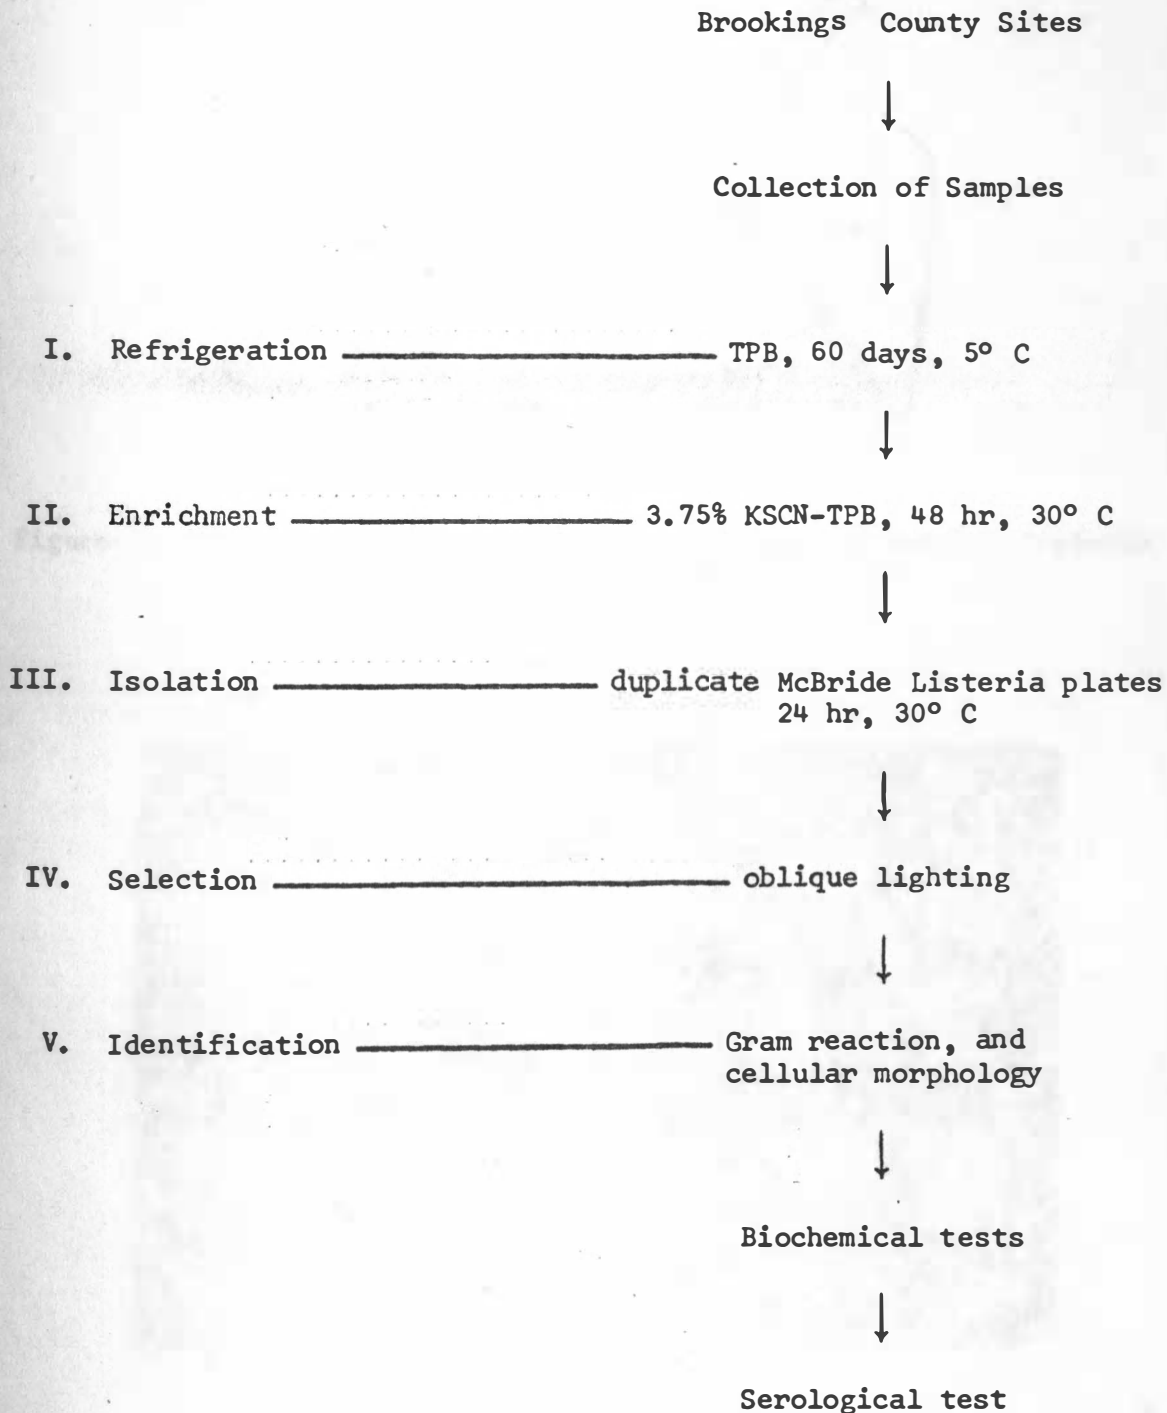 Brookings County Sites
Collection of Samples
I. Refrigeration TPB, 60 days, 5° C
II. Enrichment 3.75% KSCN-TPB, 48 hr, 30° C
III. Isolation duplicate McBride Listeria plates
24 hr, 30° C
IV. Selection oblique lighting
V. Identification Gram reaction, and
cellular morphology
Biochemical tests
Serological test